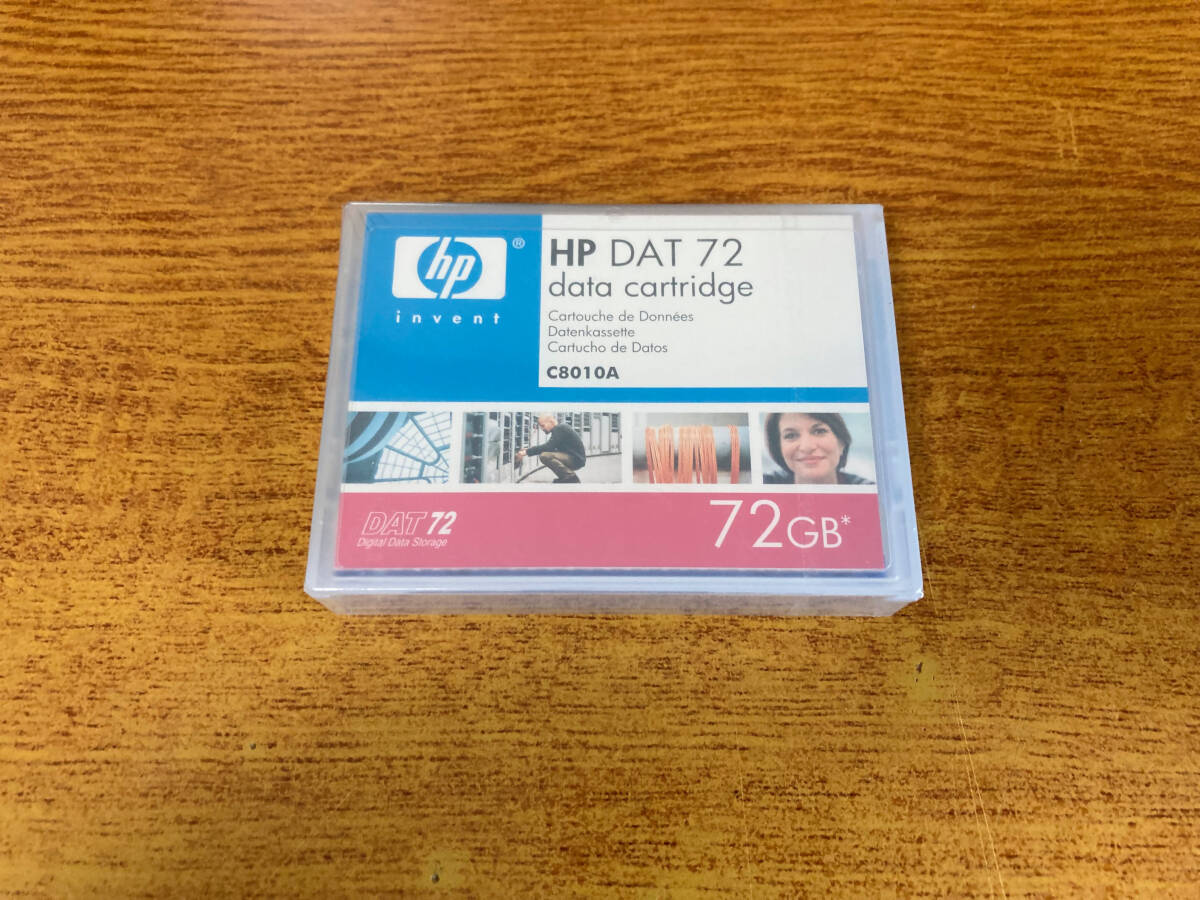 hp ®
invent
HP DAT 72
data cartridge
Cartouche de Données
Datenkassette
Cartucho de Datos
C8010A
DAT 72
Digital Data Storage
72GB*